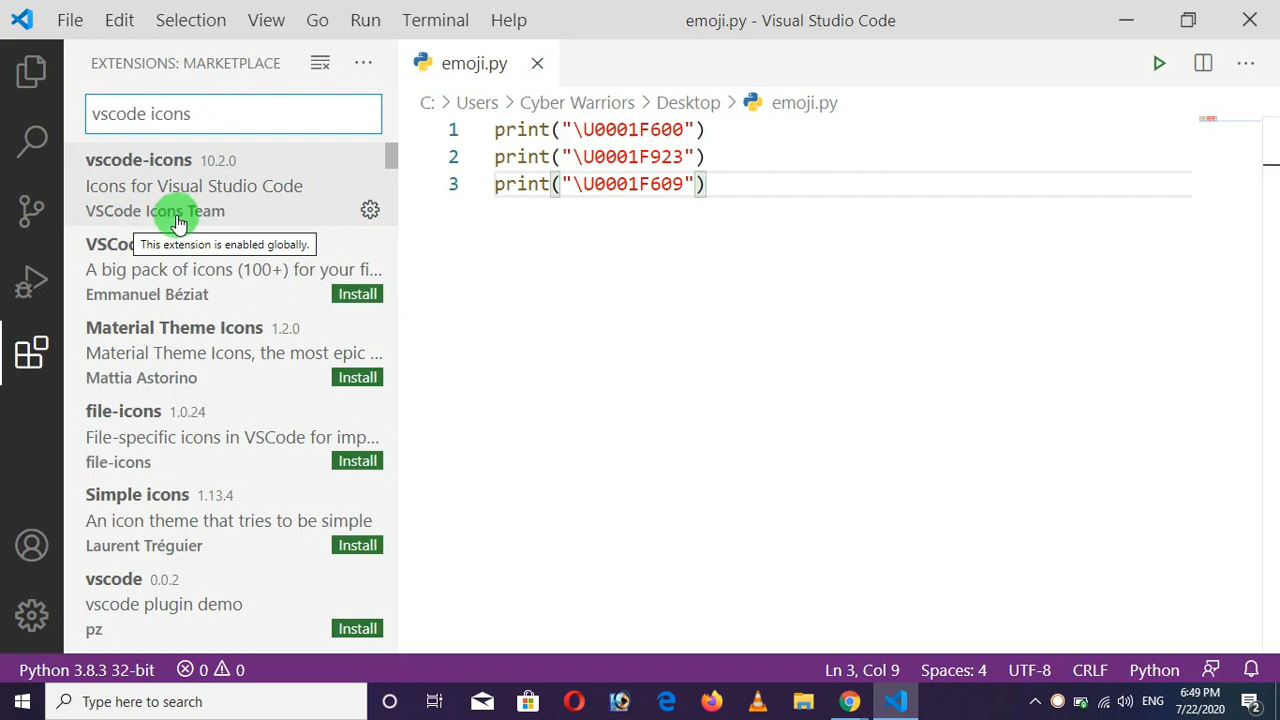 File Edit Selection View Go Run Terminal Help emoji.py - Visual Studio Code
EXTENSIONS: MARKETPLACE
vscode icons
vscode-icons 10.2.0
Icons for Visual Studio Code
VSCode Icons Team
This extension is enabled globally.
VSCo
A big pack of icons (100+) for your fi...
Emmanuel Béziat Install
Material Theme Icons 1.2.0
Material Theme Icons, the most epic ...
Mattia Astorino Install
file-icons 1.0.24
File-specific icons in VSCode for imp...
file-icons Install
Simple icons 1.13.4
An icon theme that tries to be simple
Laurent Tréguier Install
vscode 0.0.2
vscode plugin demo
pz Install
emoji.py
C: > Users > Cyber Warriors > Desktop > emoji.py
1 print("\U0001F600")
2 print("\U0001F923")
3 print("\U0001F609")
Python 3.8.3 32-bit 0 0 Ln 3, Col 9 Spaces: 4 UTF-8 CRLF Python
Type here to search ENG
6:49 PM
7/22/2020
2